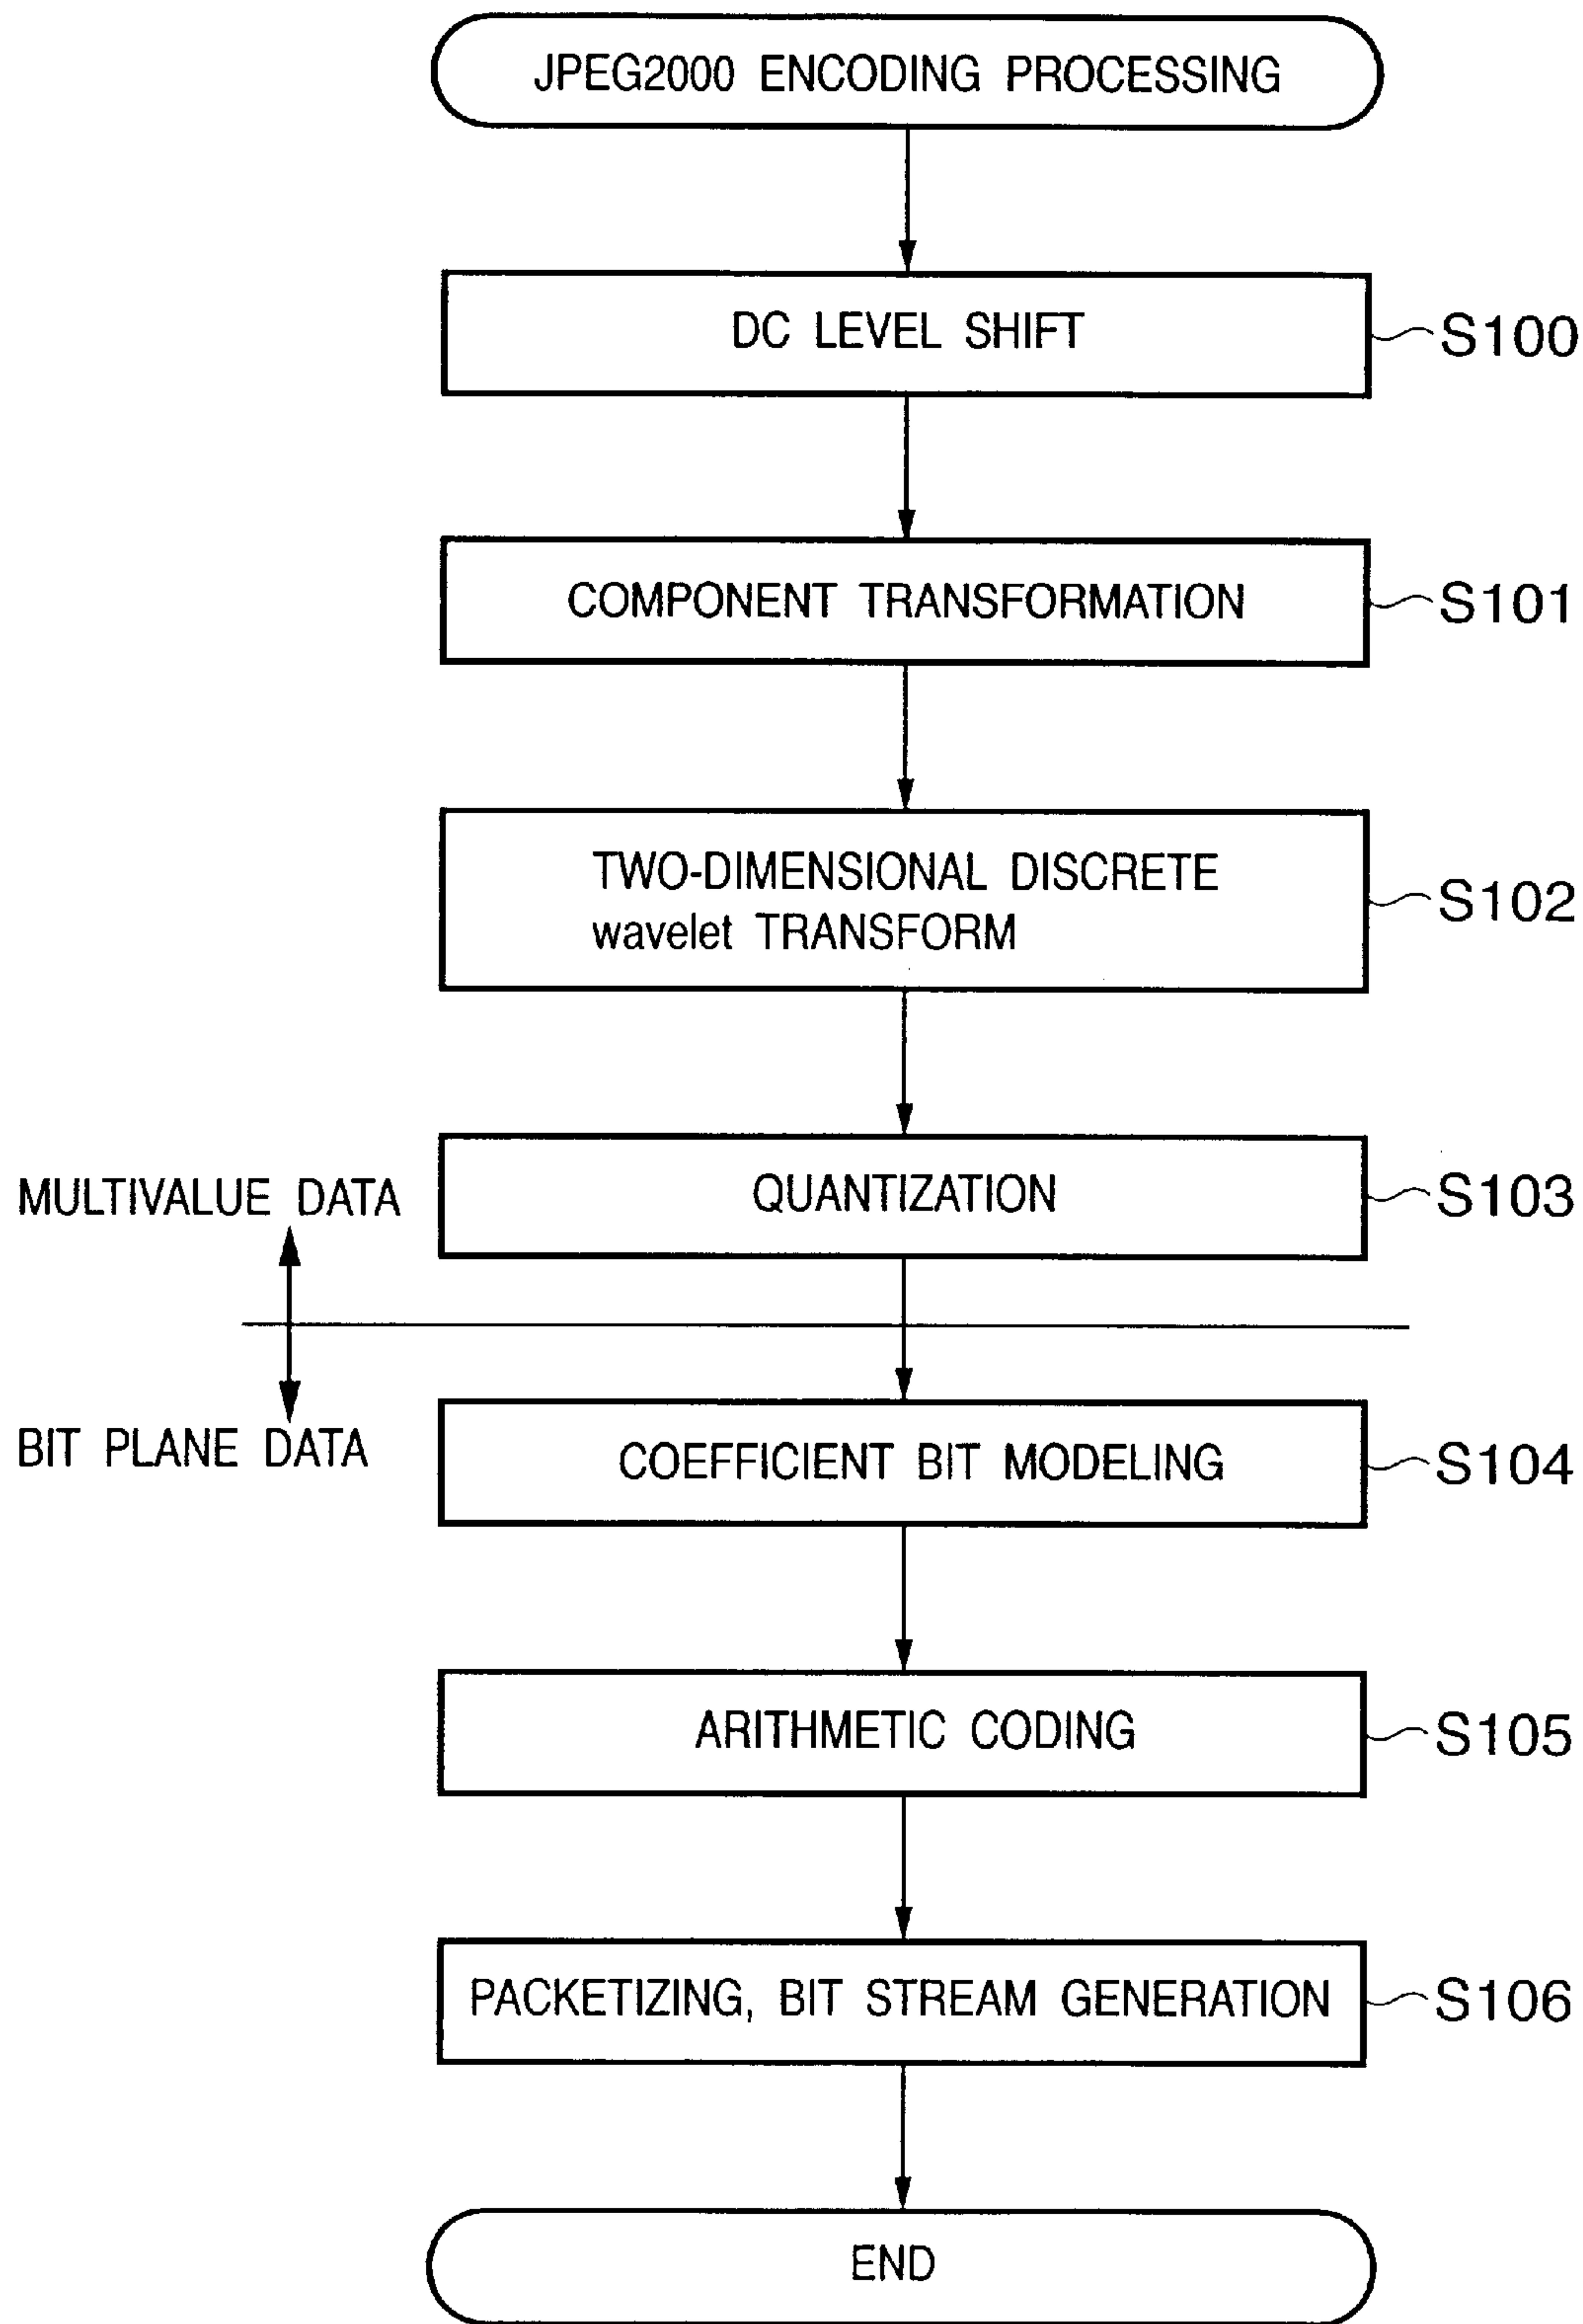 JPEG2000 ENCODING PROCESSING
DC LEVEL SHIFT
S100
COMPONENT TRANSFORMATION
S101
TWO-DIMENSIONAL DISCRETE
wavelet TRANSFORM
S102
MULTIVALUE DATA
QUANTIZATION
S103
BIT PLANE DATA
COEFFICIENT BIT MODELING
S104
ARITHMETIC CODING
S105
PACKETIZING, BIT STREAM GENERATION
S106
END